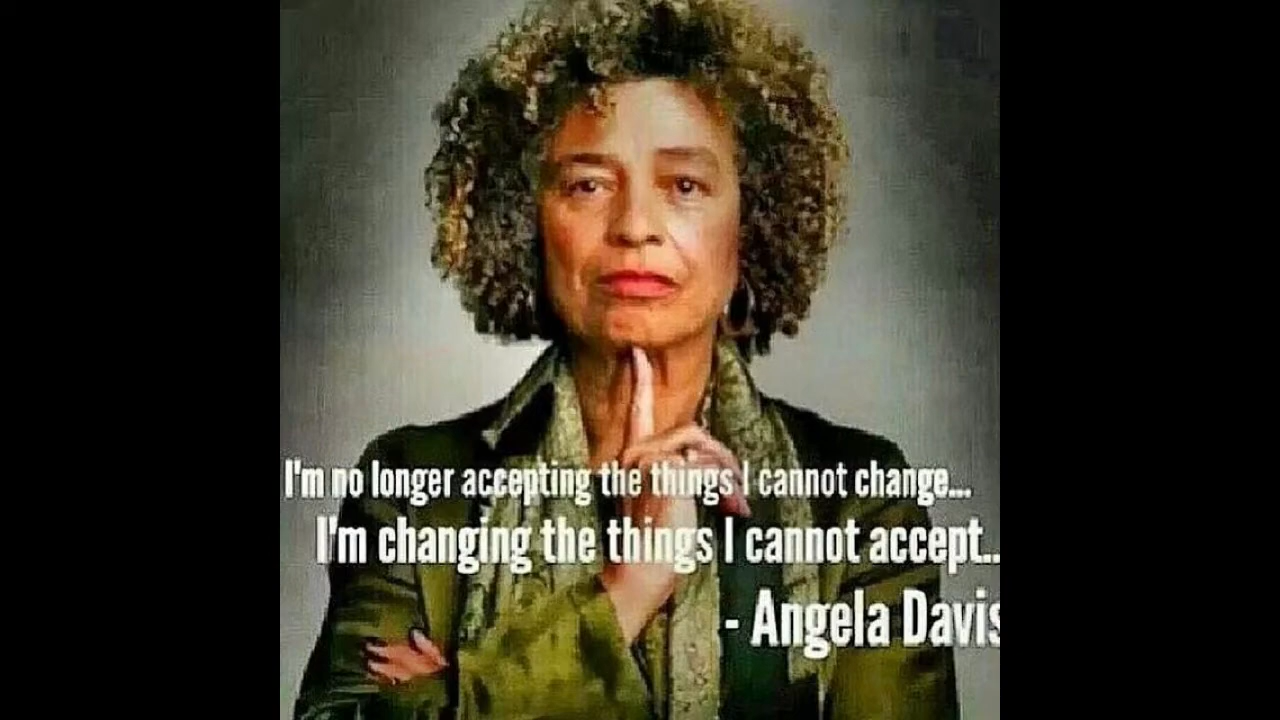 I'm no longer accepting the things I cannot change...
I'm changing the things I cannot accept..
- Angela Davis